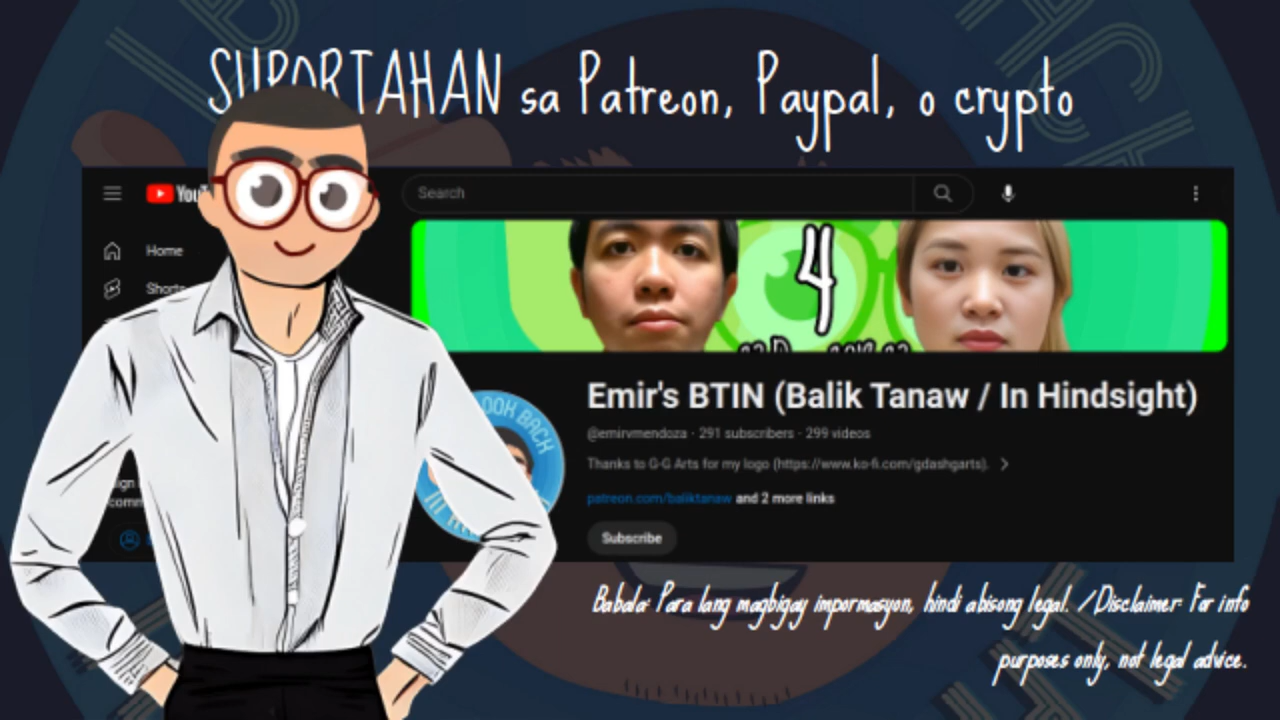 SUPORTAHAN sa Patreon, Paypal, o crypto
Search
Home
Shorts
4
Emir's BTIN (Balik Tanaw / In Hindsight)
@emirvmendoza · 291 subscribers · 299 videos
Thanks to G-G Arts for my logo (https://www.ko-fi.com/gdashgarts).
patreon.com/baliktanaw and 2 more links
Subscribe
Babala: Para lang magbigay impormasyon, hindi abisong legal. / Disclaimer: For info
purposes only, not legal advice.